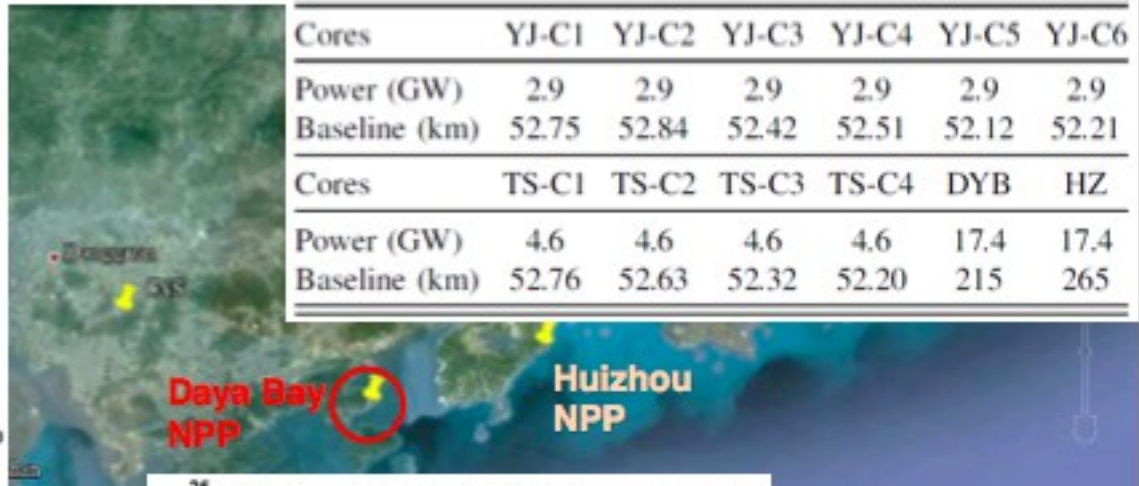 Cores YJ-C1 YJ-C2 YJ-C3 YJ-C4 YJ-C5 YJ-C6
Power (GW) 2.9 2.9 2.9 2.9 2.9 2.9
Baseline (km) 52.75 52.84 52.42 52.51 52.12 52.21
Cores TS-C1 TS-C2 TS-C3 TS-C4 DYB HZ
Power (GW) 4.6 4.6 4.6 4.6 17.4 17.4
Baseline (km) 52.76 52.63 52.32 52.20 215 265
Daya Bay
NPP
Huizhou
NPP